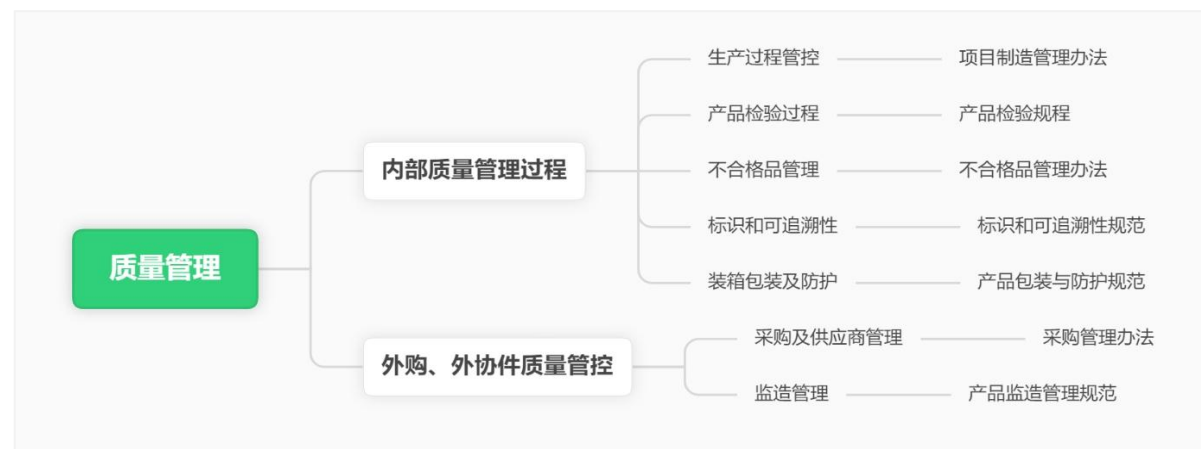 质量管理
内部质量管理过程
生产过程管控 项目制造管理办法
产品检验过程 产品检验规程
不合格品管理 不合格品管理办法
标识和可追溯性 标识和可追溯性规范
装箱包装及防护 产品包装与防护规范
外购、外协件质量管控
采购及供应商管理 采购管理办法
监造管理 产品监造管理规范